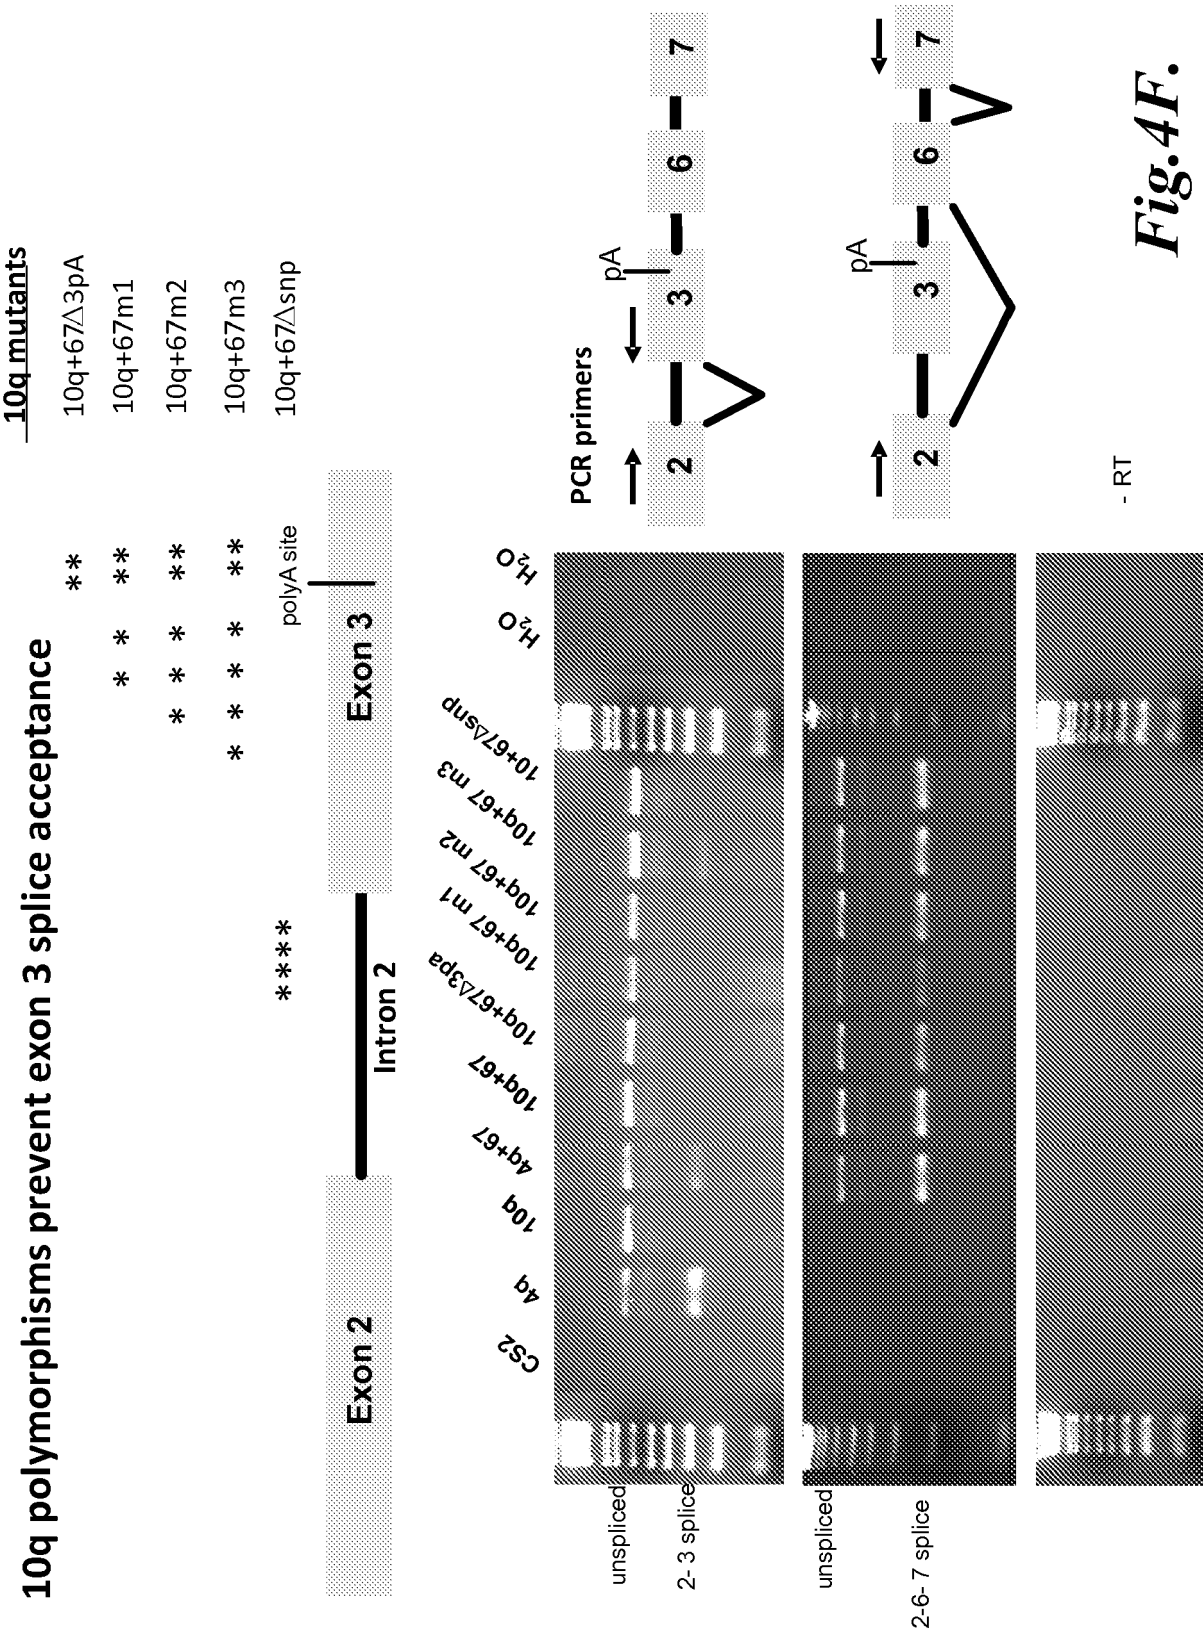 10q polymorphisms prevent exon 3 splice acceptance
10q mutants
** 10q+67Δ3pA
* * ** 10q+67m1
* * * ** 10q+67m2
* * * * ** 10q+67m3
**** 10q+67Δsnp
polyA site
Exon 2
Exon 3
Intron 2
CS2
4q
10q
4q+67
10q+67
10q+67Δ3pa
10q+67 m1
10q+67 m2
10q+67 m3
10+67Δsnp
H₂O
H₂O
PCR primers
unspliced
2- 3 splice
pA
2 3 6 7
unspliced
2-6- 7 splice
pA
2 3 6 7
- RT
Fig.4F.